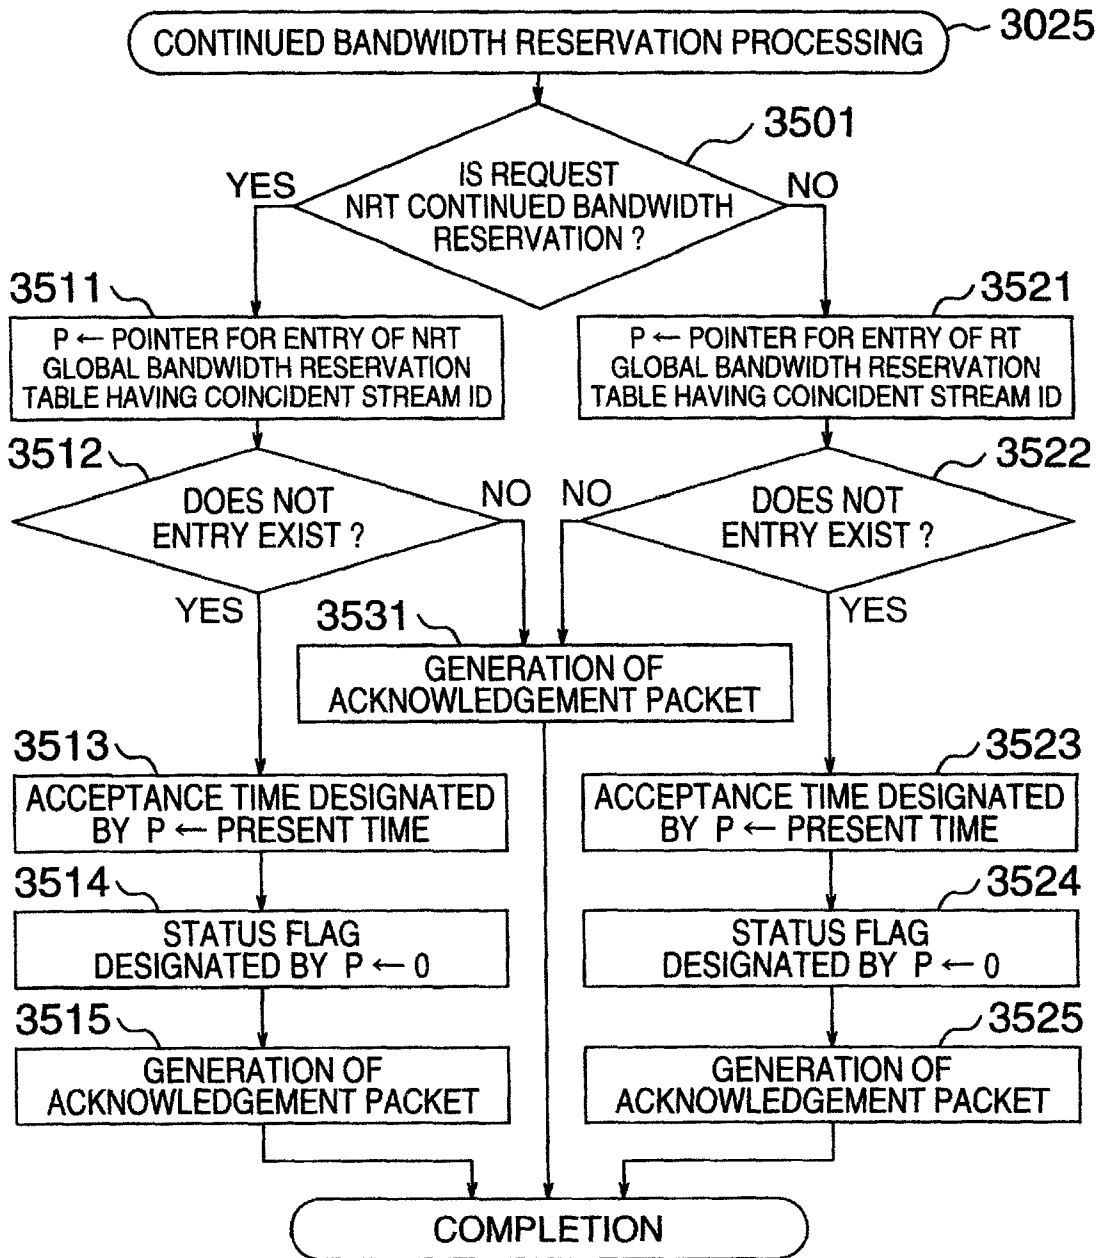 CONTINUED BANDWIDTH RESERVATION PROCESSING
3025
3501
IS REQUEST
NRT CONTINUED BANDWIDTH
RESERVATION ?
YES
NO
3511
P ← POINTER FOR ENTRY OF NRT
GLOBAL BANDWIDTH RESERVATION
TABLE HAVING COINCIDENT STREAM ID
3521
P ← POINTER FOR ENTRY OF RT
GLOBAL BANDWIDTH RESERVATION
TABLE HAVING COINCIDENT STREAM ID
3512
DOES NOT
ENTRY EXIST ?
NO
YES
3522
DOES NOT
ENTRY EXIST ?
NO
YES
3531
GENERATION OF
ACKNOWLEDGEMENT PACKET
3513
ACCEPTANCE TIME DESIGNATED
BY P ← PRESENT TIME
3523
ACCEPTANCE TIME DESIGNATED
BY P ← PRESENT TIME
3514
STATUS FLAG
DESIGNATED BY P ← 0
3524
STATUS FLAG
DESIGNATED BY P ← 0
3515
GENERATION OF
ACKNOWLEDGEMENT PACKET
3525
GENERATION OF
ACKNOWLEDGEMENT PACKET
COMPLETION